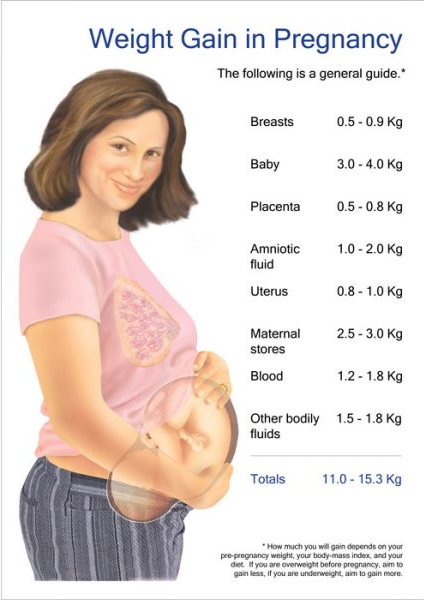 Weight Gain in Pregnancy
The following is a general guide.*
Breasts 0.5 - 0.9 Kg
Baby 3.0 - 4.0 Kg
Placenta 0.5 - 0.8 Kg
Amniotic 1.0 - 2.0 Kg
fluid
Uterus 0.8 - 1.0 Kg
Maternal 2.5 - 3.0 Kg
stores
Blood 1.2 - 1.8 Kg
Other bodily 1.5 - 1.8 Kg
fluids
Totals 11.0 - 15.3 Kg
* How much you will gain depends on your
pre-pregnancy weight, your body-mass index, and your
diet. If you are overweight before pregnancy, aim to
gain less, if you are underweight, aim to gain more.